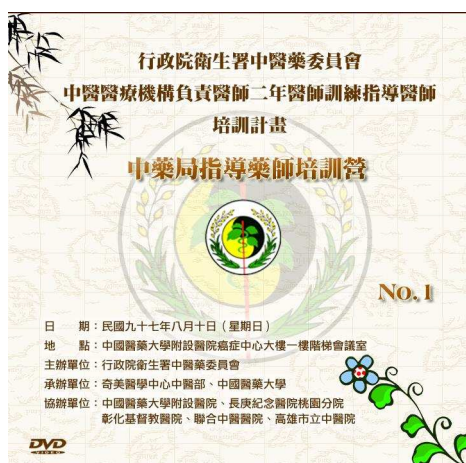 行政院衛生署中醫藥委員會
中醫醫療機構負責醫師二年醫師訓練指導醫師
培訓計畫
中藥局指導藥師培訓營
No.1
日　　期：民國九十七年八月十日（星期日）
地　　點：中國醫藥大學附設醫院癌症中心大樓一樓階梯會議室
主辦單位：行政院衛生署中醫藥委員會
承辦單位：奇美醫學中心中醫部、中國醫藥大學
協辦單位：中國醫藥大學附設醫院、長庚紀念醫院桃園分院
彰化基督教醫院、聯合中醫醫院、高雄市立中醫院
DVD
VIDEO